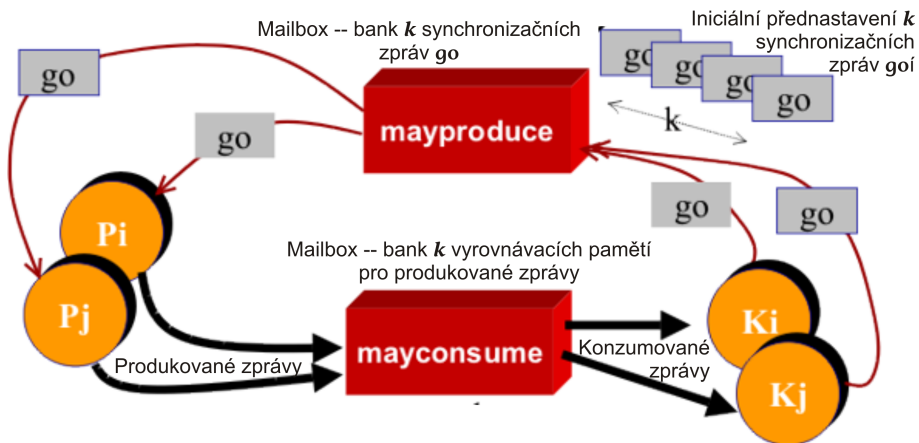 Mailbox -- bank k synchronizačních
zpráv go
Iniciální přednastavení k
synchronizačních
zpráv goí
go
go
go
go
go
k
go
mayproduce
go
go
Pi
Pj
Mailbox -- bank k vyrovnávacích pamětí
pro produkované zprávy
mayconsume
Produkované zprávy
Konzumované
zprávy
Ki
Kj